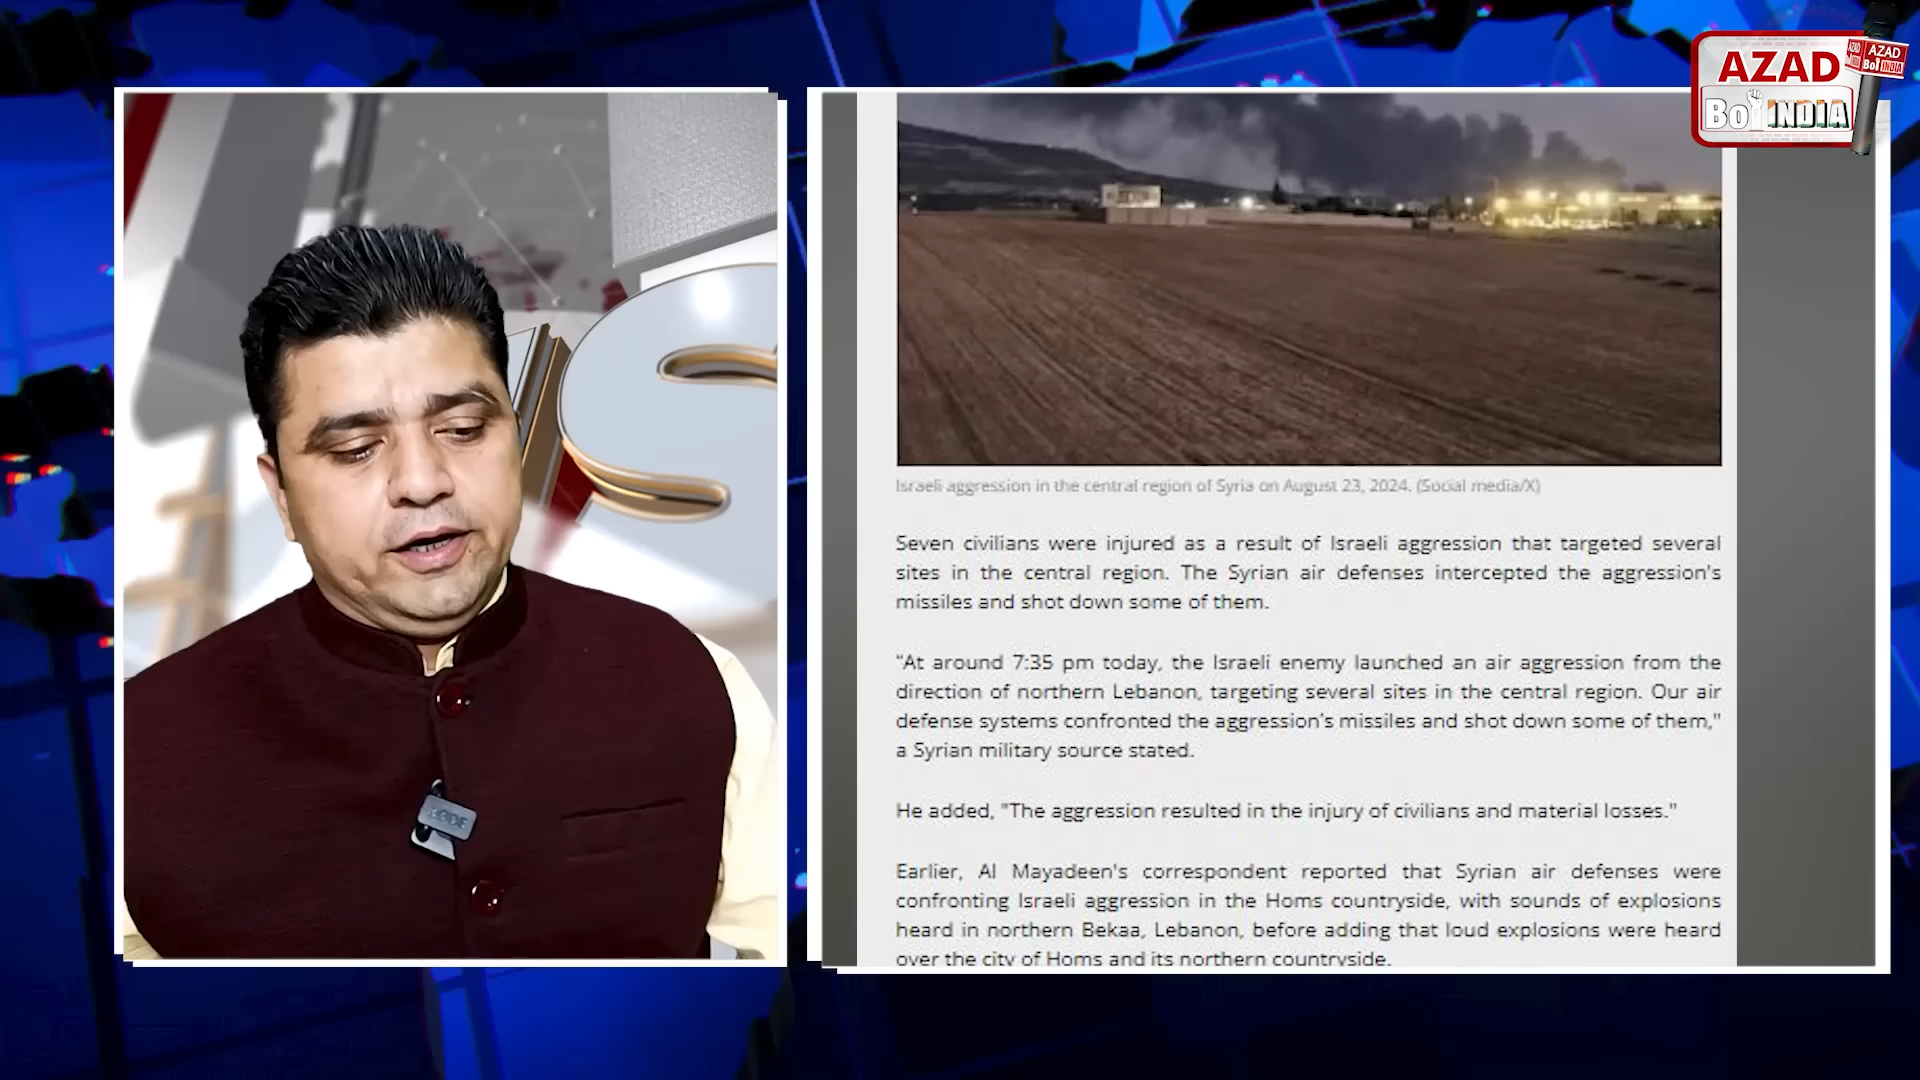 AZAD
Bol INDIA
AZAD
Bol INDIA
S
Israeli aggression in the central region of Syria on August 23, 2024. (Social media/X)
Seven civilians were injured as a result of Israeli aggression that targeted several
sites in the central region. The Syrian air defenses intercepted the aggression's
missiles and shot down some of them.
"At around 7:35 pm today, the Israeli enemy launched an air aggression from the
direction of northern Lebanon, targeting several sites in the central region. Our air
defense systems confronted the aggression's missiles and shot down some of them,"
a Syrian military source stated.
He added, "The aggression resulted in the injury of civilians and material losses."
Earlier, Al Mayadeen's correspondent reported that Syrian air defenses were
confronting Israeli aggression in the Homs countryside, with sounds of explosions
heard in northern Bekaa, Lebanon, before adding that loud explosions were heard
over the city of Homs and its northern countryside.